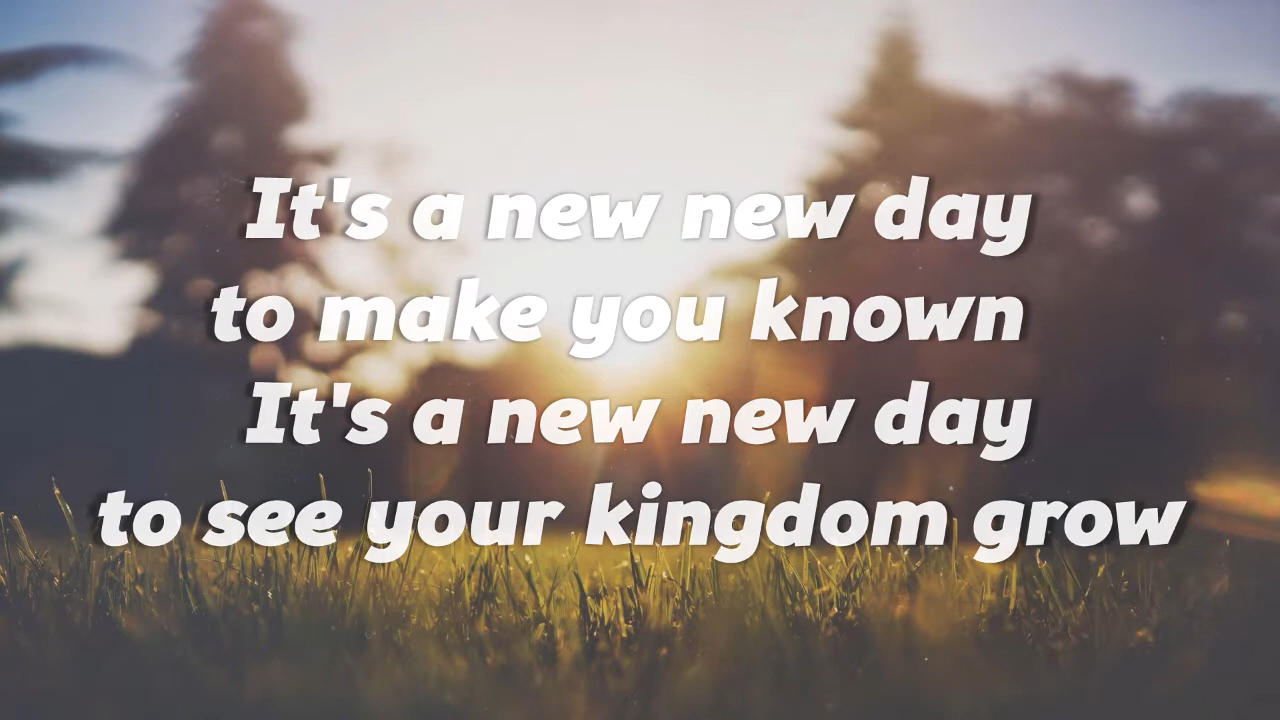 It's a new new day
to make you known
It's a new new day
to see your kingdom grow